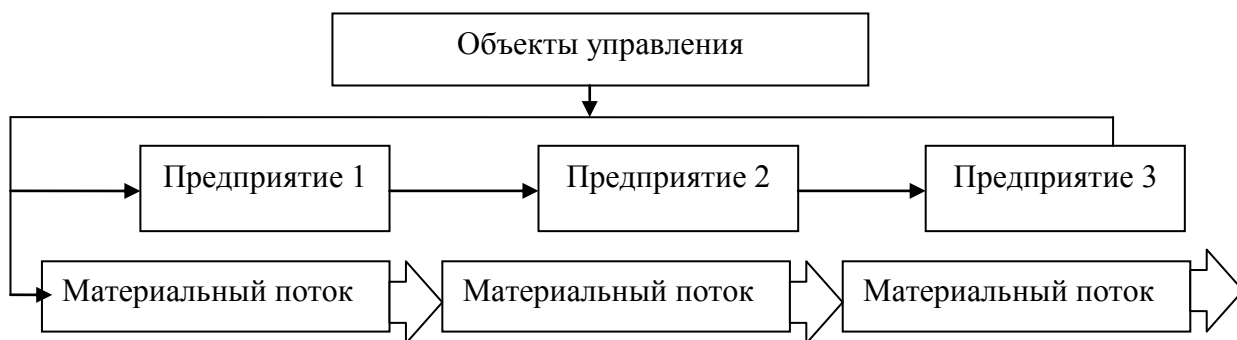 Объекты управления
Предприятие 1
Предприятие 2
Предприятие 3
Материальный поток
Материальный поток
Материальный поток